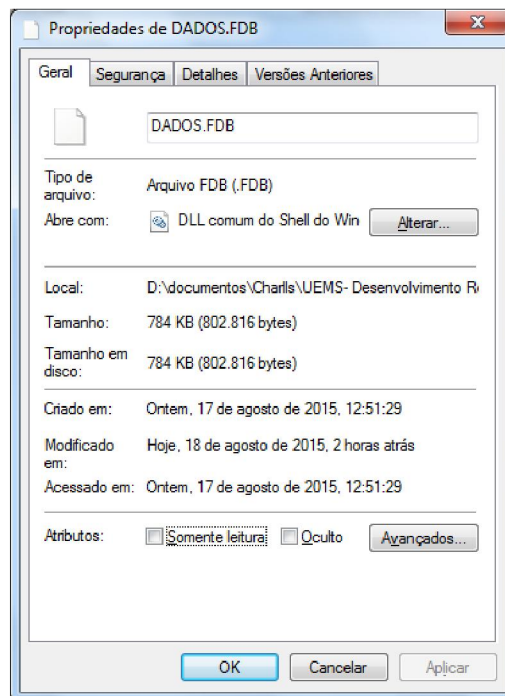 Propriedades de DADOS.FDB
Geral Segurança Detalhes Versões Anteriores
DADOS.FDB
Tipo de arquivo: Arquivo FDB (.FDB)
Abre com: DLL comum do Shell do Win Alterar...
Local: D:\documentos\Charlls\UEMS- Desenvolvimento Re
Tamanho: 784 KB (802.816 bytes)
Tamanho em disco: 784 KB (802.816 bytes)
Criado em: Ontem, 17 de agosto de 2015, 12:51:29
Modificado em: Hoje, 18 de agosto de 2015, 2 horas atrás
Acessado em: Ontem, 17 de agosto de 2015, 12:51:29
Atributos: Somente leitura Oculto Avançados...
OK Cancelar Aplicar